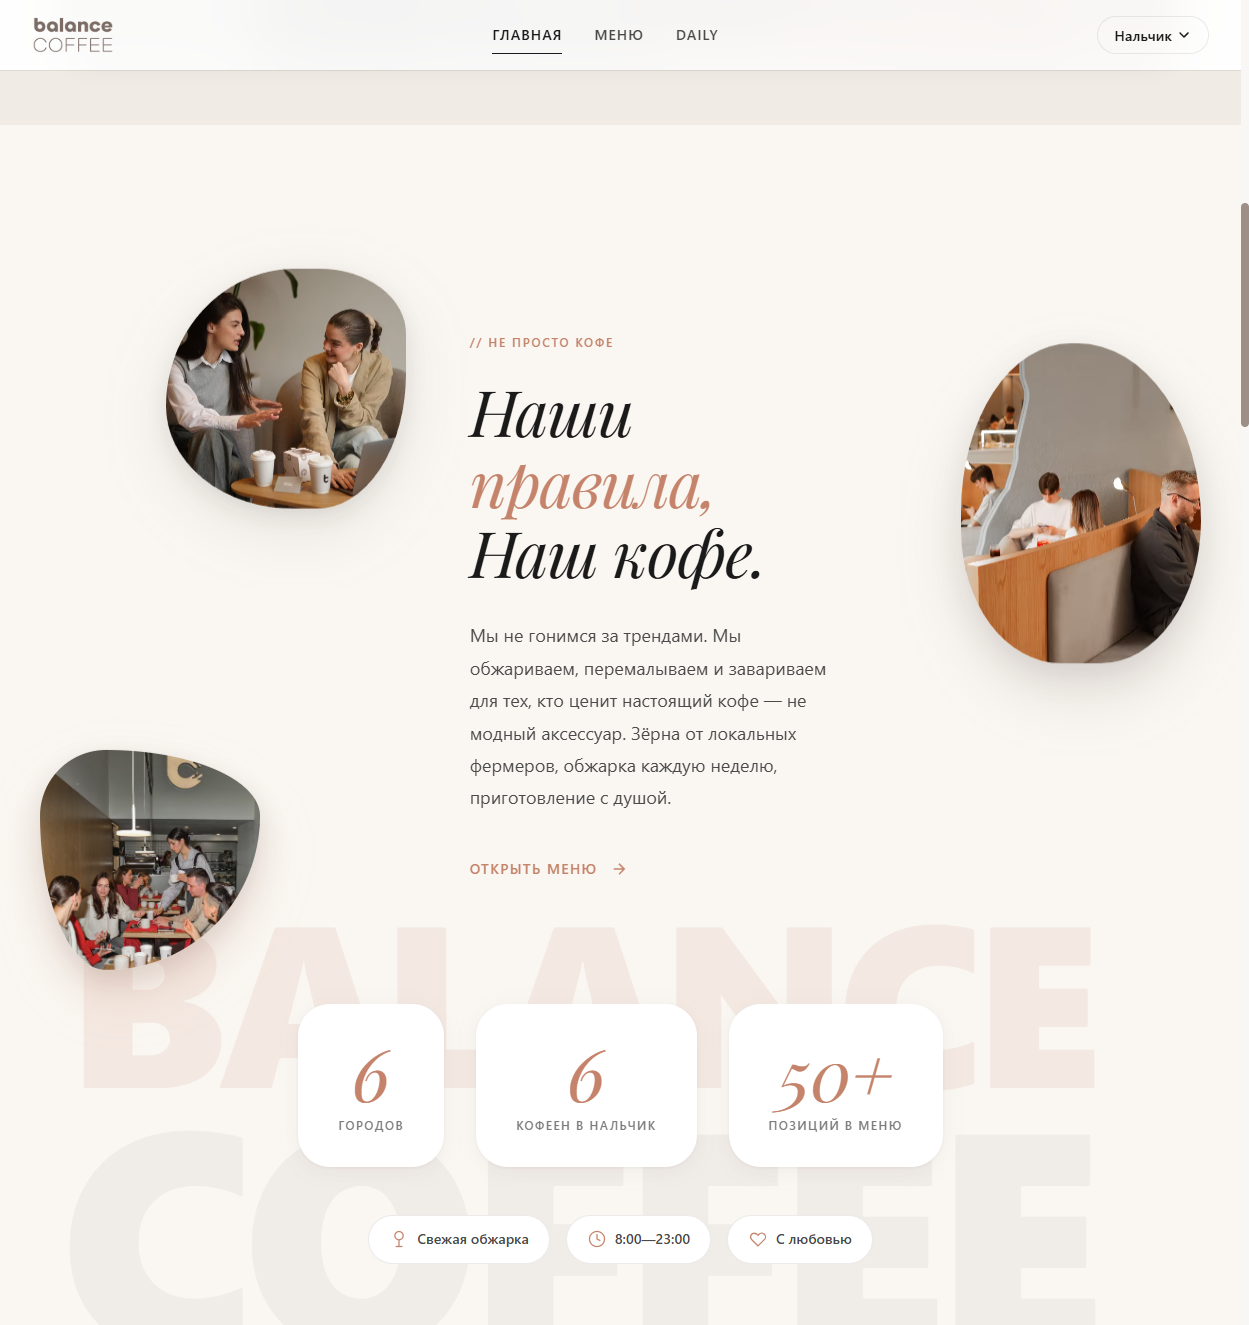 balance
COFFEE
ГЛАВНАЯ
МЕНЮ
DAILY
Нальчик
// НЕ ПРОСТО КОФЕ
Наши
правила,
Наш кофе.
Мы не гонимся за трендами. Мы
обжариваем, перемалываем и завариваем
для тех, кто ценит настоящий кофе — не
модный аксессуар. Зёрна от локальных
фермеров, обжарка каждую неделю,
приготовление с душой.
ОТКРЫТЬ МЕНЮ
BALANCE
6
ГОРОДОВ
6
КОФЕЕН В НАЛЬЧИК
50+
ПОЗИЦИЙ В МЕНЮ
COFFEE
Свежая обжарка
8:00—23:00
С любовью